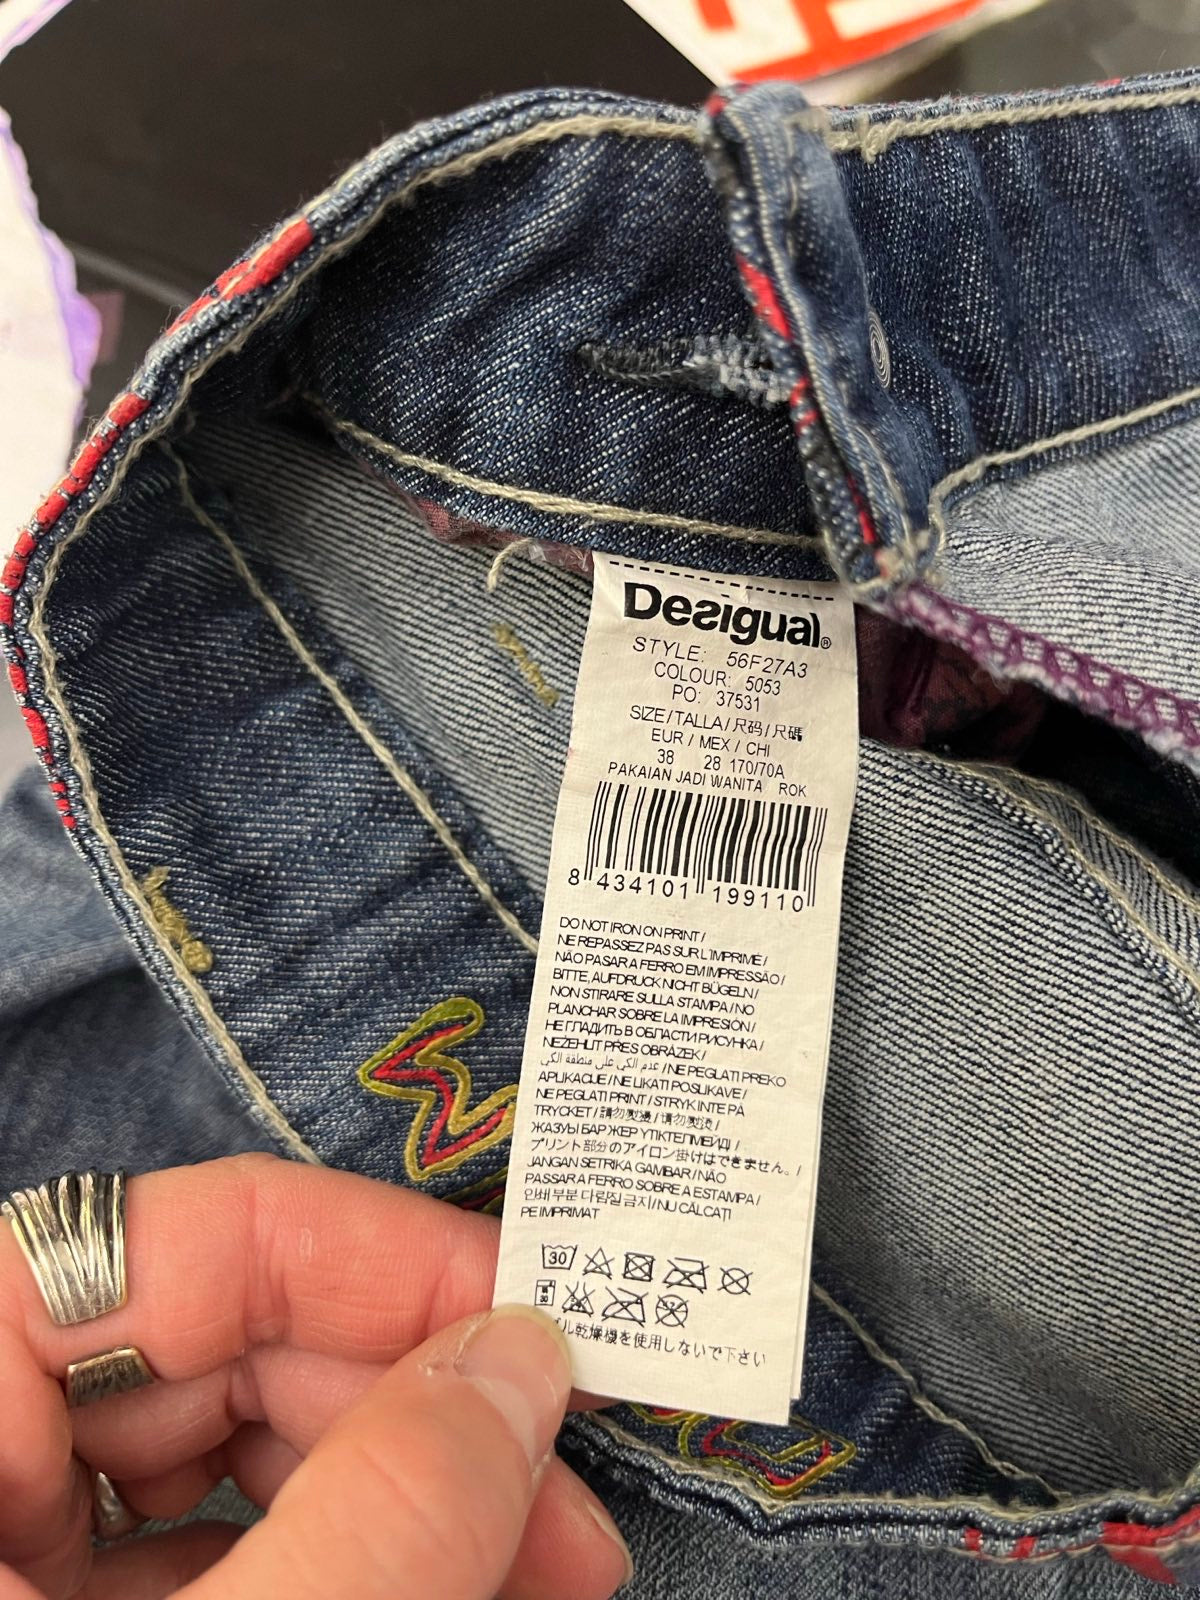 Desigual®
STYLE: 56F27A3
COLOUR: 5053
PO: 37531
SIZE/TALLA/尺码/尺碼
EUR / MEX / CHI
38 28 170/70A
PAKAIAN JADI WANITA ROK
8 434101 199110
DO NOT IRON ON PRINT /
NE REPASSEZ PAS SUR L'IMPRIMÉ /
NÃO PASAR A FERRO EM IMPRESSÃO /
BITTE, AUFDRUCK NICHT BÜGELN /
NON STIRARE SULLA STAMPA / NO
PLANCHAR SOBRE LA IMPRESIÓN /
НЕ ГЛАДИТЬ В ОБЛАСТИ РИСУНКА /
NEŽEHLIT PŘES OBRÁZEK /
عدم الكي على منطقة الكي / NE PEGLATI PREKO
APLIKACIJE / NE LIKATI POSLIKAVE /
NE PEGLATI PRINT / STRYK INTE PÅ
TRYCKET / 請勿熨燙 / 请勿熨烫 /
ЖАЗУЫ БАР ЖЕР ҮТІКТЕЛМЕЙДІ /
プリント部分のアイロン掛けはできません。/
JANGAN SETRIKA GAMBAR / NÃO
PASSAR A FERRO SOBRE A ESTAMPA /
인쇄 부분 다림질 금지 / NU CĂLCAȚI
PE IMPRIMAT
30
ル乾燥機を使用しないで下さい